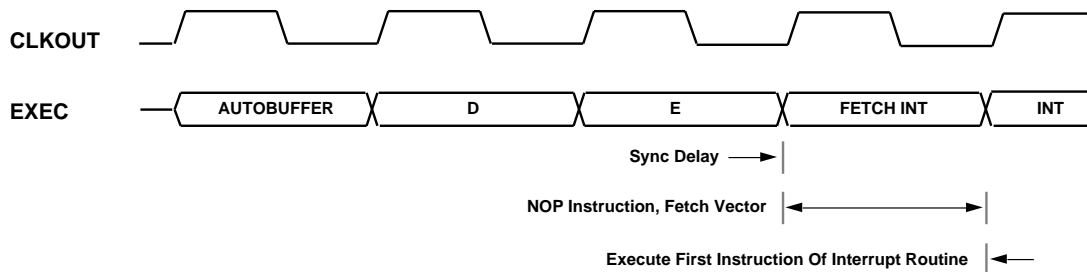 CLKOUT
EXEC
AUTOBUFFER D E FETCH INT INT
Sync Delay
NOP Instruction, Fetch Vector
Execute First Instruction Of Interrupt Routine